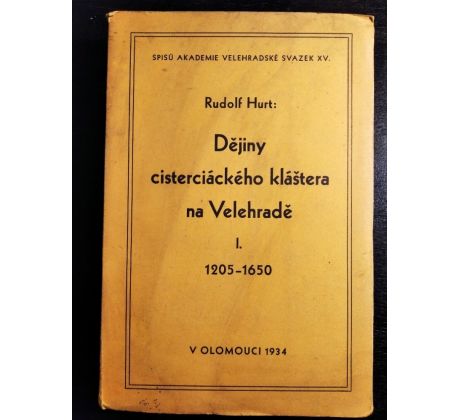 SPISŮ AKADEMIE VELEHRADSKÉ SVAZEK XV.
Rudolf Hurt:
Dějiny
cisterciáckého kláštera
na Velehradě
I.
1205-1650
V OLOMOUCI 1934